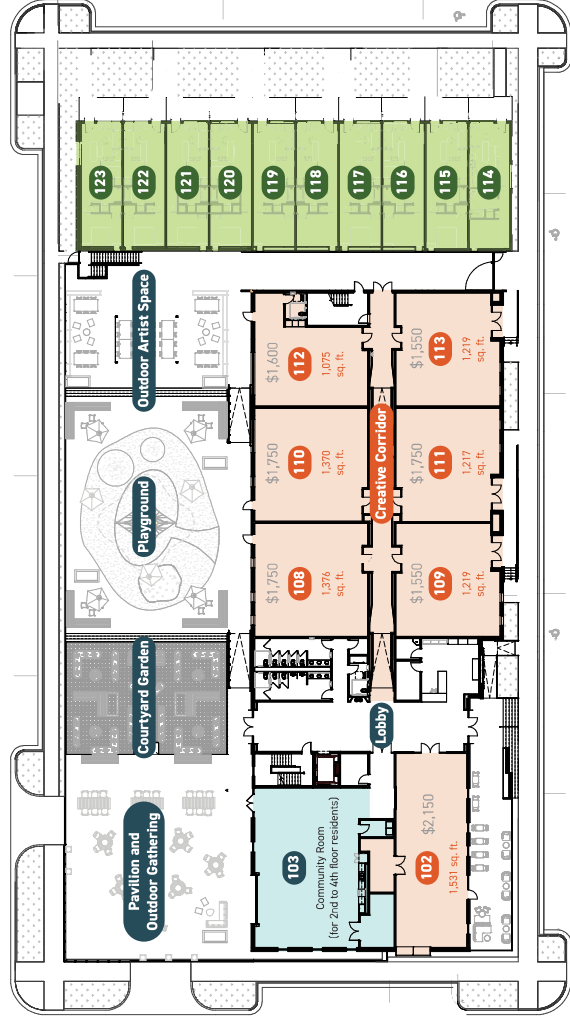 123
122
121
120
119
118
117
116
115
114
Outdoor Artist Space
$1,600
112
1,075
sq. ft.
$1,550
113
1,219
sq. ft.
Playground
$1,750
110
1,370
sq. ft.
Creative Corridor
$1,750
111
1,217
sq. ft.
$1,750
108
1,376
sq. ft.
$1,550
109
1,219
sq. ft.
Courtyard Garden
Lobby
Pavilion and
Outdoor Gathering
103
Community Room
(for 2nd to 4th floor residents)
$2,150
102
1,531 sq. ft.